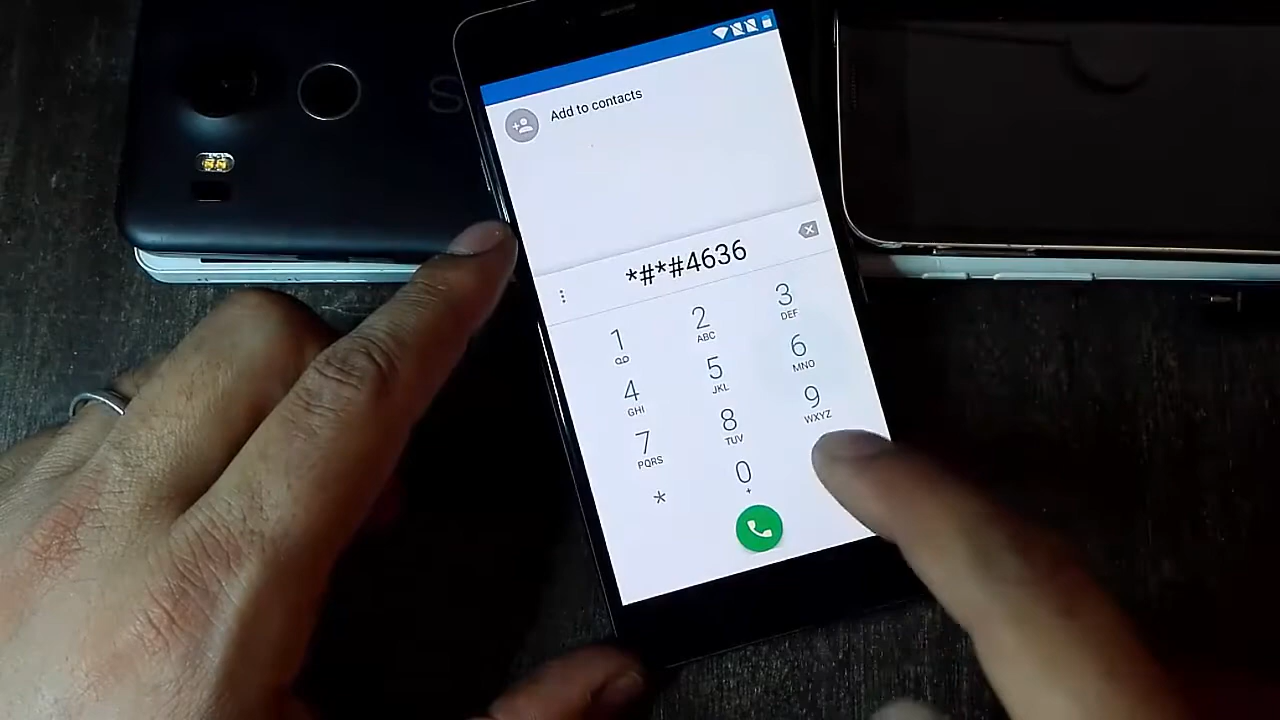 Add to contacts
*#*#4636
1
2 ABC
3 DEF
4 GHI
5 JKL
6 MNO
7 PQRS
8 TUV
9 WXYZ
*
0 +
S